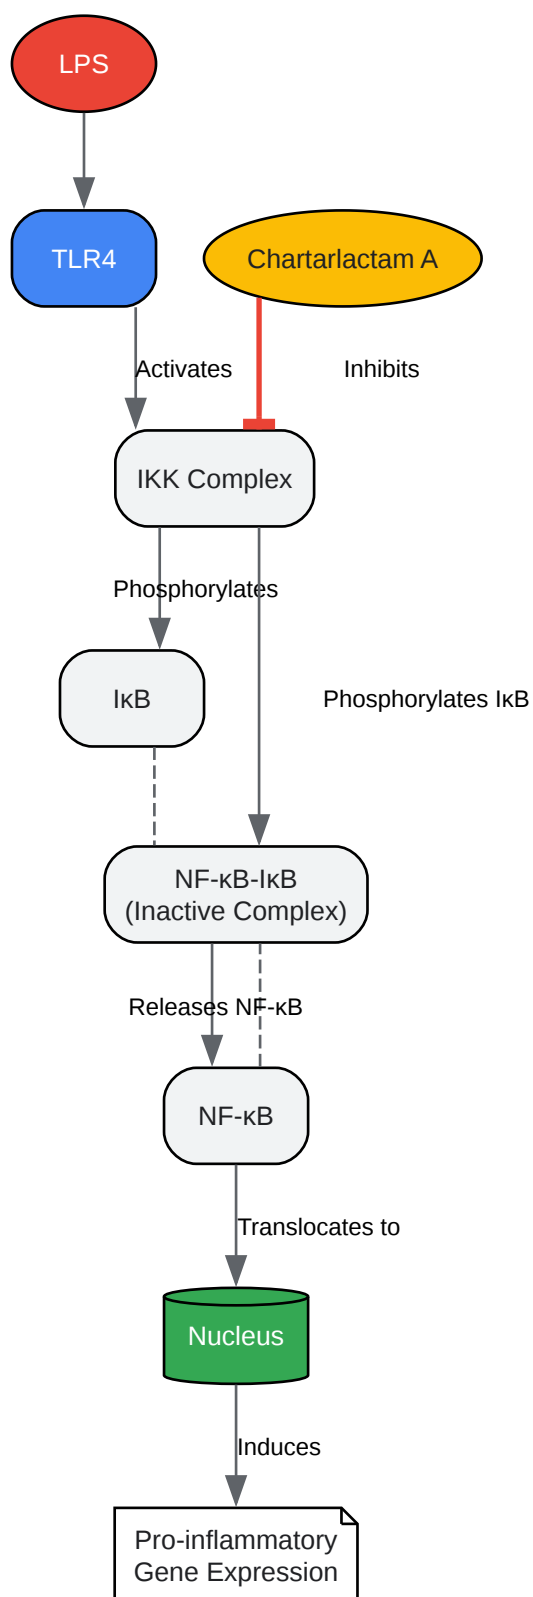 LPS
TLR4
Chartarlactam A
Activates
Inhibits
IKK Complex
Phosphorylates
IκB
Phosphorylates IκB
NF-κB-IκB
(Inactive Complex)
Releases NF-κB
NF-κB
Translocates to
Nucleus
Induces
Pro-inflammatory
Gene Expression